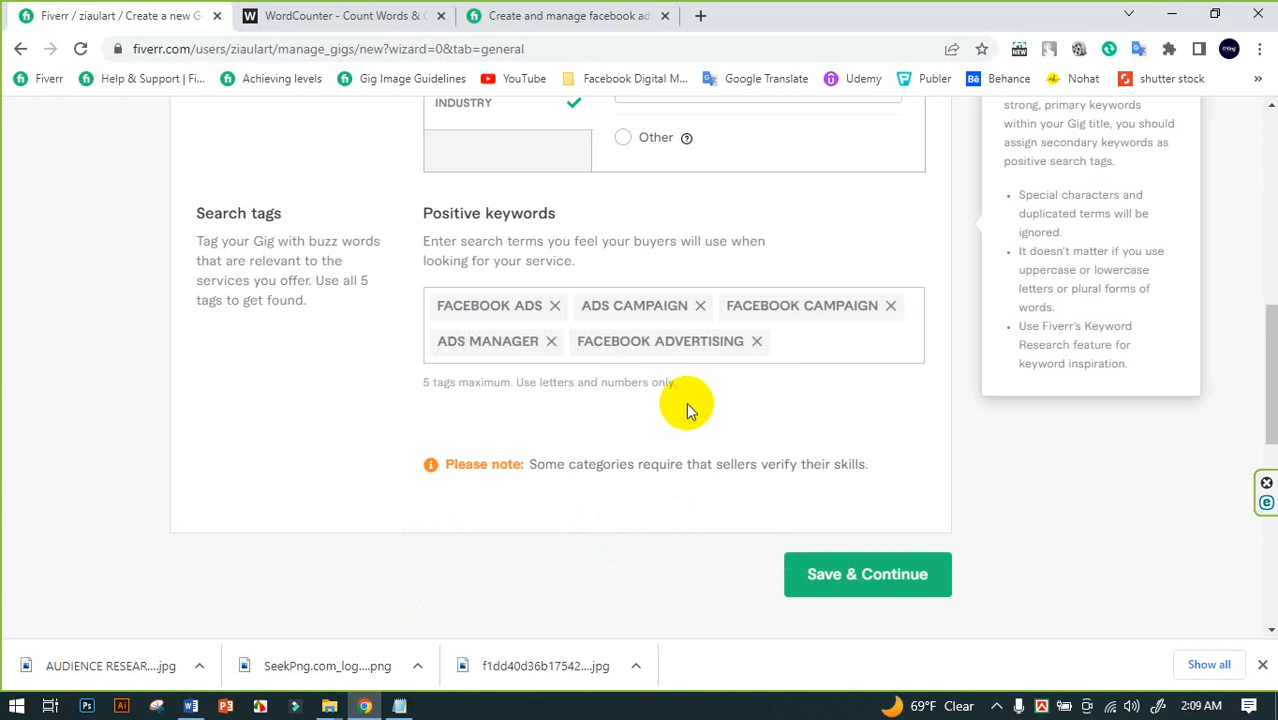 Fiverr / ziaulart / Create a new G
WordCounter - Count Words & C
Create and manage facebook ads
fiverr.com/users/ziaulart/manage_gigs/new?wizard=0&tab=general
NEW
Fiverr
Help & Support | Fi...
Achieving levels
Gig Image Guidelines
YouTube
Facebook Digital M...
Google Translate
Udemy
Publer
Behance
Nohat
shutter stock
»
INDUSTRY
Other
strong, primary keywords
within your Gig title, you should
assign secondary keywords as
positive search tags.
• Special characters and
duplicated terms will be
ignored.
• It doesn't matter if you use
uppercase or lowercase
letters or plural forms of
words.
• Use Fiverr's Keyword
Research feature for
keyword inspiration.
Search tags
Tag your Gig with buzz words
that are relevant to the
services you offer. Use all 5
tags to get found.
Positive keywords
Enter search terms you feel your buyers will use when
looking for your service.
FACEBOOK ADS
ADS CAMPAIGN
FACEBOOK CAMPAIGN
ADS MANAGER
FACEBOOK ADVERTISING
5 tags maximum. Use letters and numbers only.
Please note: Some categories require that sellers verify their skills.
Save & Continue
AUDIENCE RESEAR....jpg
SeekPng.com_log....png
f1dd40d36b17542...jpg
Show all
69°F Clear
2:09 AM